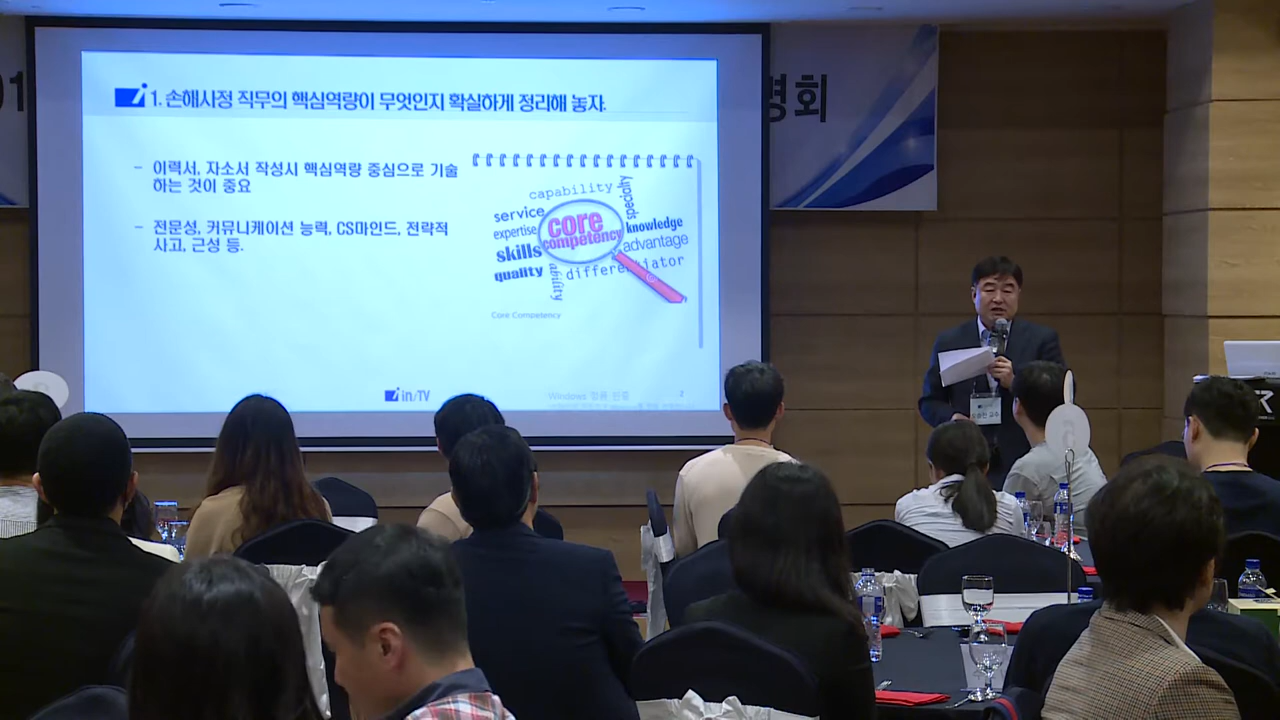 01
명회
1. 손해사정 직무의 핵심역량이 무엇인지 확실하게 정리해 놓자.
- 이력서, 자소서 작성시 핵심역량 중심으로 기술
하는 것이 중요
- 전문성, 커뮤니케이션 능력, CS마인드, 전략적
사고, 근성 등.
capability
specialty
service
expertise
core
competency
knowledge
skills
advantage
quality
ability
differentiator
Core Competency
in/TV
Windows 정품 인증
2